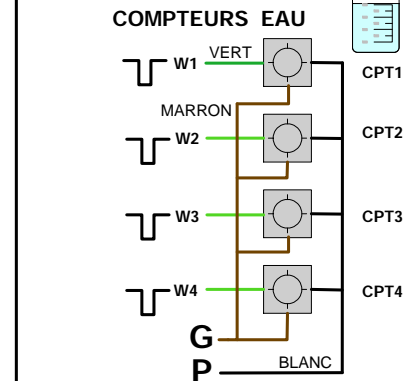 COMPTEURS EAU
VERT
W1
CPT1
MARRON
W2
CPT2
W3
CPT3
W4
CPT4
G
P
BLANC